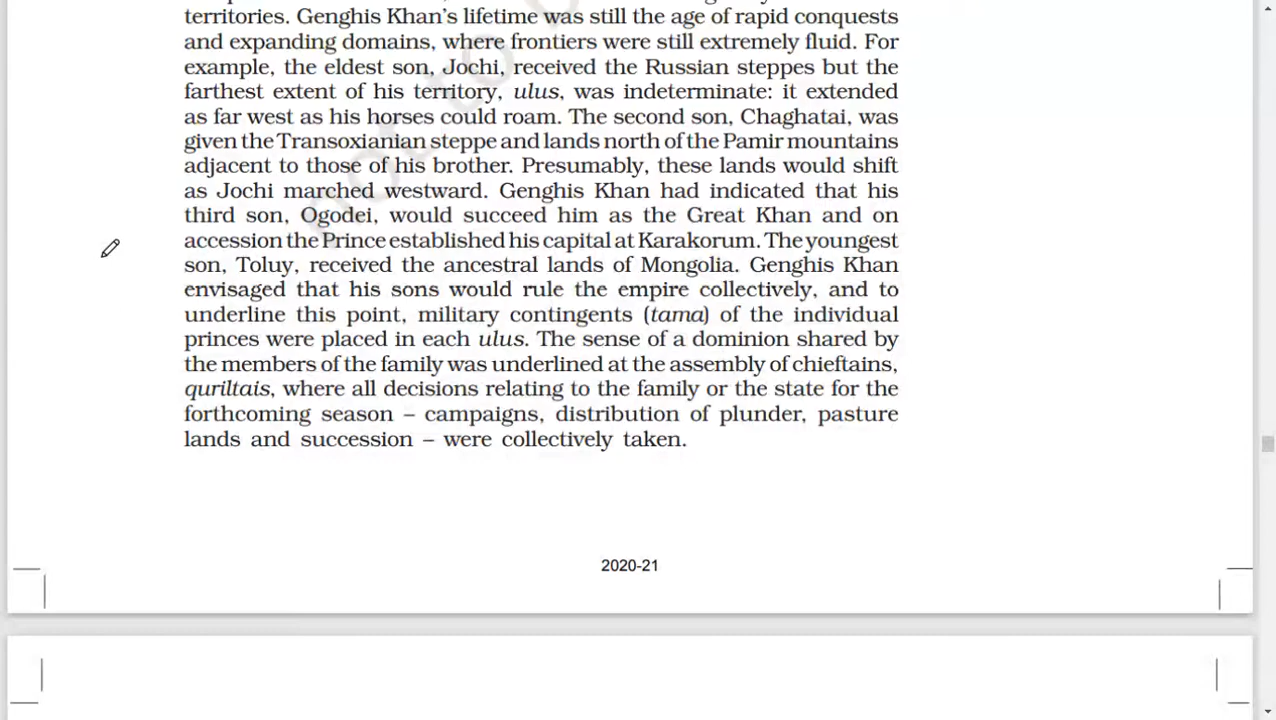 territories. Genghis Khan's lifetime was still the age of rapid conquests
and expanding domains, where frontiers were still extremely fluid. For
example, the eldest son, Jochi, received the Russian steppes but the
farthest extent of his territory, ulus, was indeterminate: it extended
as far west as his horses could roam. The second son, Chaghatai, was
given the Transoxianian steppe and lands north of the Pamir mountains
adjacent to those of his brother. Presumably, these lands would shift
as Jochi marched westward. Genghis Khan had indicated that his
third son, Ogodei, would succeed him as the Great Khan and on
accession the Prince established his capital at Karakorum. The youngest
son, Toluy, received the ancestral lands of Mongolia. Genghis Khan
envisaged that his sons would rule the empire collectively, and to
underline this point, military contingents (tama) of the individual
princes were placed in each ulus. The sense of a dominion shared by
the members of the family was underlined at the assembly of chieftains,
quriltais, where all decisions relating to the family or the state for the
forthcoming season – campaigns, distribution of plunder, pasture
lands and succession – were collectively taken.
not to
2020-21